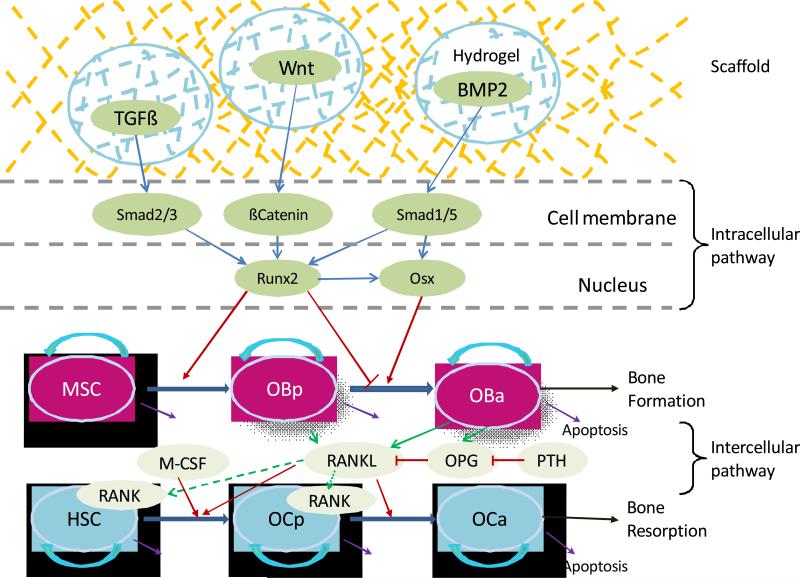 Hydrogel
Wnt
BMP2
TGFß
Scaffold
Smad2/3
ßCatenin
Smad1/5
Cell membrane
Runx2
Osx
Nucleus
Intracellular
pathway
MSC
OBp
OBa
Bone
Formation
Apoptosis
M-CSF
RANKL
OPG
PTH
Intercellular
pathway
RANK
RANK
HSC
OCp
OCa
Bone
Resorption
Apoptosis